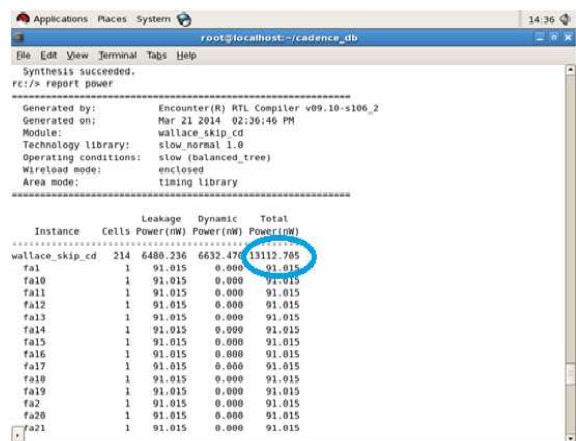 Applications Places System 14:36
root@localhost:~/cadence_db
File Edit View Terminal Tabs Help
Synthesis succeeded.
rc:/> report power
============================================================
Generated by: Encounter(R) RTL Compiler v09.10-s106_2
Generated on: Mar 21 2014 02:36:46 PM
Module: wallace_skip_cd
Technology library: slow_normal 1.0
Operating conditions: slow (balanced_tree)
Wireload mode: enclosed
Area mode: timing library
============================================================
Leakage Dynamic Total
Instance Cells Power(nW) Power(nW) Power(nW)
------------------------------------------------------------
wallace_skip_cd 214 6480.236 6632.470 13112.705
fa1 1 91.015 0.000 91.015
fa10 1 91.015 0.000 91.015
fa11 1 91.015 0.000 91.015
fa12 1 91.015 0.000 91.015
fa13 1 91.015 0.000 91.015
fa14 1 91.015 0.000 91.015
fa15 1 91.015 0.000 91.015
fa16 1 91.015 0.000 91.015
fa17 1 91.015 0.000 91.015
fa18 1 91.015 0.000 91.015
fa19 1 91.015 0.000 91.015
fa2 1 91.015 0.000 91.015
fa20 1 91.015 0.000 91.015
fa21 1 91.015 0.000 91.015